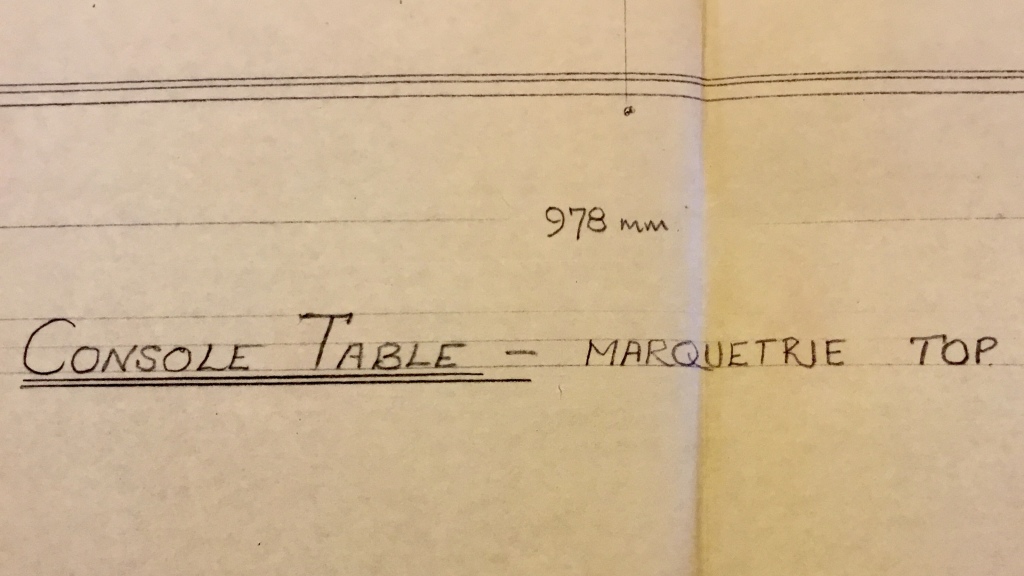 978 mm
CONSOLE TABLE – MARQUETRIE TOP.